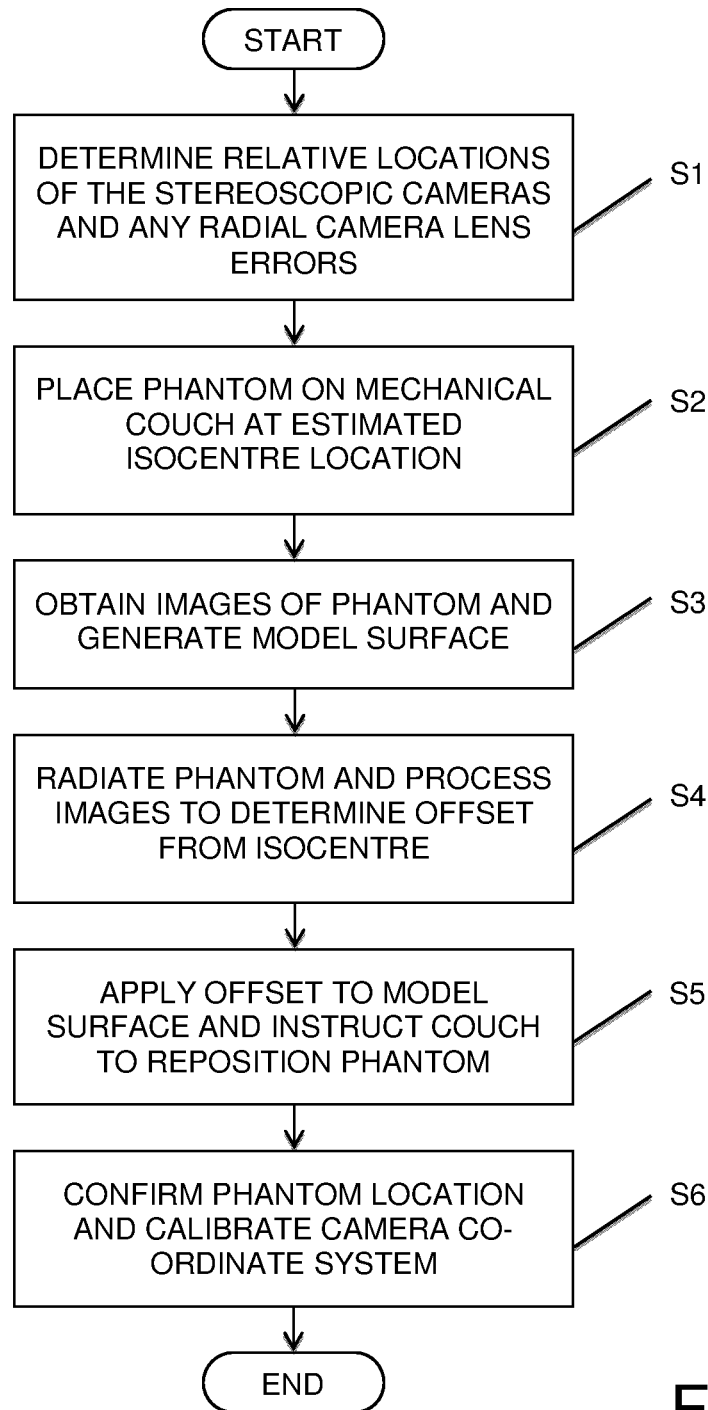 START
DETERMINE RELATIVE LOCATIONS
OF THE STEREOSCOPIC CAMERAS
AND ANY RADIAL CAMERA LENS
ERRORS
S1
PLACE PHANTOM ON MECHANICAL
COUCH AT ESTIMATED
ISOCENTRE LOCATION
S2
OBTAIN IMAGES OF PHANTOM AND
GENERATE MODEL SURFACE
S3
RADIATE PHANTOM AND PROCESS
IMAGES TO DETERMINE OFFSET
FROM ISOCENTRE
S4
APPLY OFFSET TO MODEL
SURFACE AND INSTRUCT COUCH
TO REPOSITION PHANTOM
S5
CONFIRM PHANTOM LOCATION
AND CALIBRATE CAMERA CO-
ORDINATE SYSTEM
S6
END